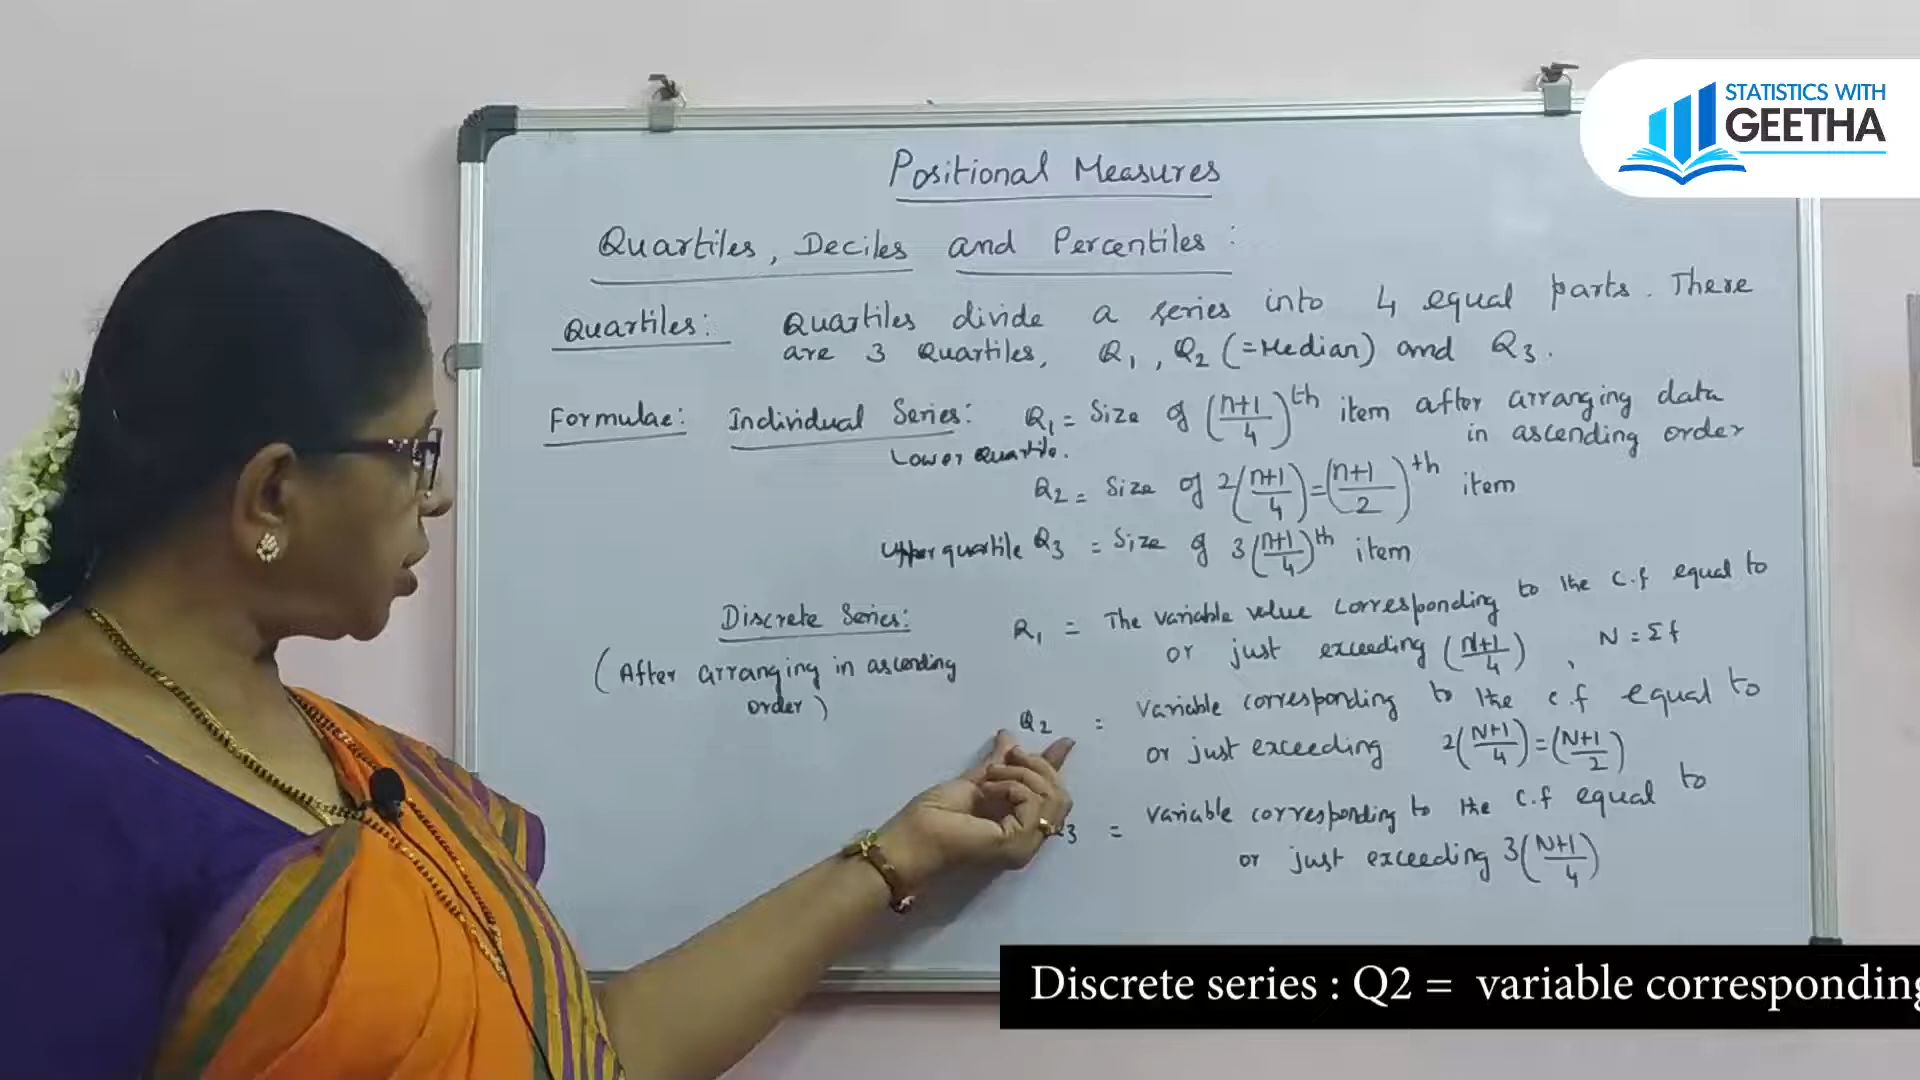 STATISTICS WITH
GEETHA
Positional Measures
Quartiles, Deciles and Percentiles:
Quartiles: Quartiles divide a series into 4 equal parts. There
are 3 Quartiles, Q1, Q2 (=Median) and Q3.
Formulae: Individual Series: Q1 = Size of ((n+1)/4)th item after arranging data
in ascending order
Lower Quartile.
Q2 = Size of 2((n+1)/4) = ((n+1)/2)th item
Upper quartile Q3 = Size of 3((n+1)/4)th item
Discrete Series: Q1 = The variable value corresponding to the c.f equal to
or just exceeding ((N+1)/4), N = Σf
(After arranging in ascending
order)
Q2 = variable corresponding to the c.f equal to
or just exceeding 2((N+1)/4) = ((N+1)/2)
3 = variable corresponding to the c.f equal to
or just exceeding 3((N+1)/4)
Discrete series : Q2 = variable corresponding